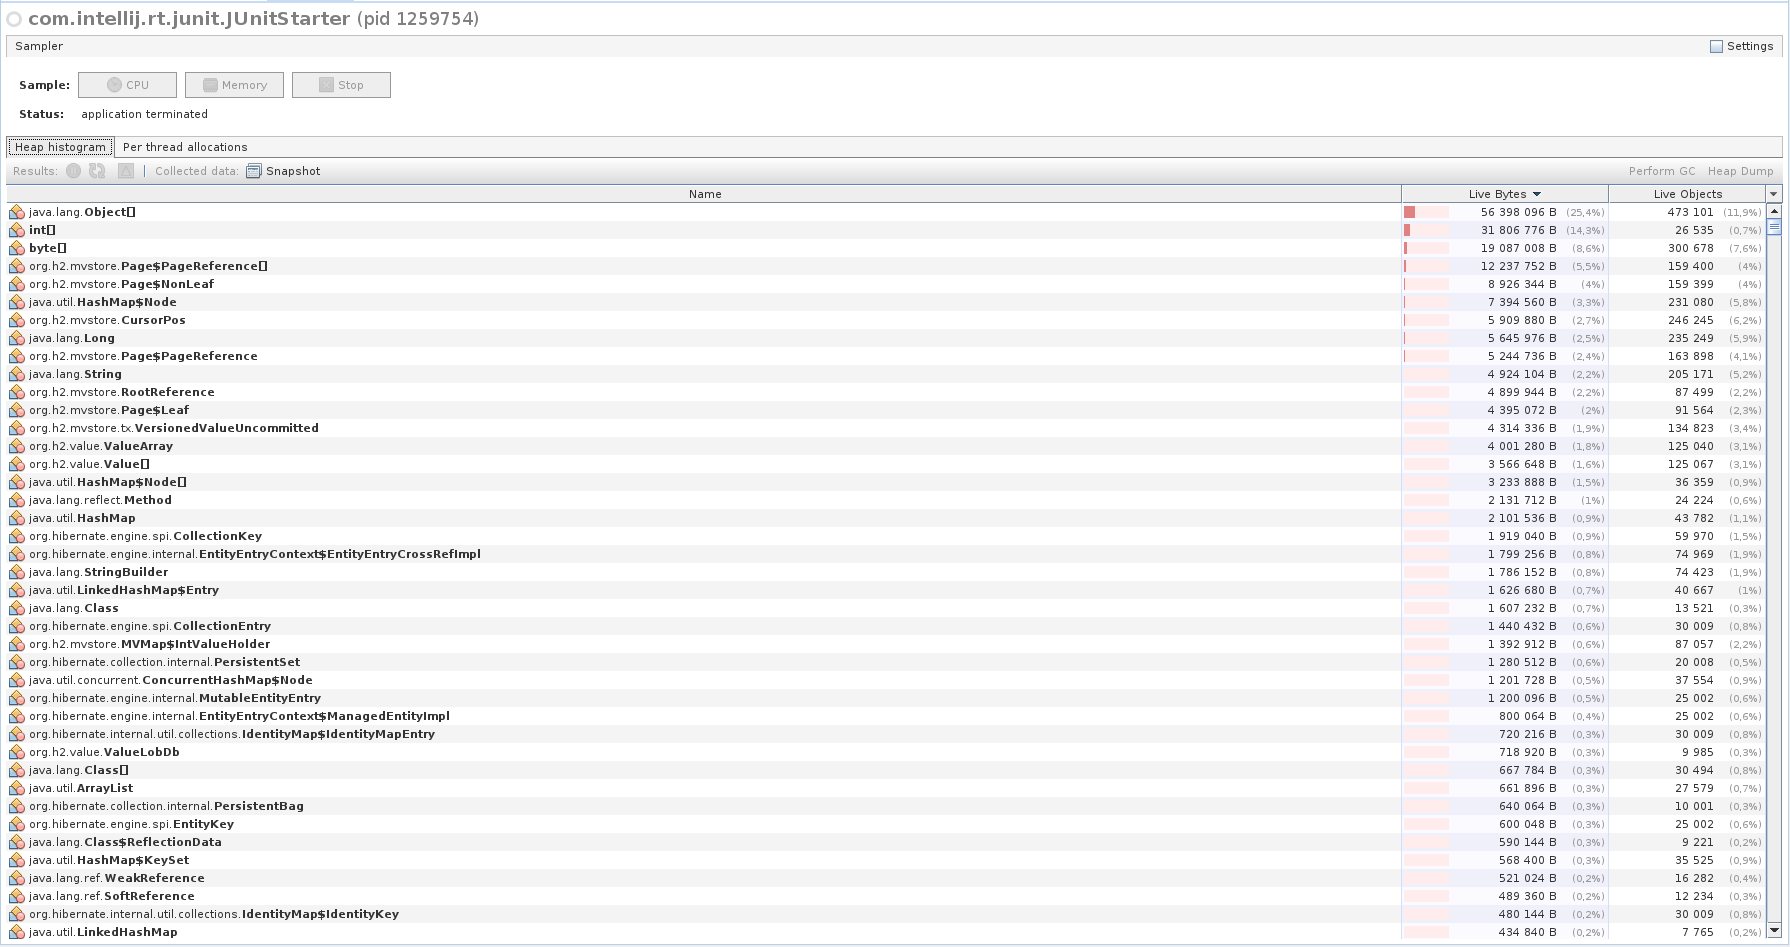 com.intellij.rt.junit.JUnitStarter (pid 1259754)
Sampler Settings
Sample: CPU Memory Stop
Status: application terminated
Heap histogram Per thread allocations
Results: Collected data: Snapshot Perform GC Heap Dump
Name Live Bytes Live Objects
java.lang.Object[] 56 398 096 B (25,4%) 473 101 (11,9%)
int[] 31 806 776 B (14,3%) 26 535 (0,7%)
byte[] 19 087 008 B (8,6%) 300 678 (7,6%)
org.h2.mvstore.Page$PageReference[] 12 237 752 B (5,5%) 159 400 (4%)
org.h2.mvstore.Page$NonLeaf 8 926 344 B (4%) 159 399 (4%)
java.util.HashMap$Node 7 394 560 B (3,3%) 231 080 (5,8%)
org.h2.mvstore.CursorPos 5 909 880 B (2,7%) 246 245 (6,2%)
java.lang.Long 5 645 976 B (2,5%) 235 249 (5,9%)
org.h2.mvstore.Page$PageReference 5 244 736 B (2,4%) 163 898 (4,1%)
java.lang.String 4 924 104 B (2,2%) 205 171 (5,2%)
org.h2.mvstore.RootReference 4 899 944 B (2,2%) 87 499 (2,2%)
org.h2.mvstore.Page$Leaf 4 395 072 B (2%) 91 564 (2,3%)
org.h2.mvstore.tx.VersionedValueUncommitted 4 314 336 B (1,9%) 134 823 (3,4%)
org.h2.value.ValueArray 4 001 280 B (1,8%) 125 040 (3,1%)
org.h2.value.Value[] 3 566 648 B (1,6%) 125 067 (3,1%)
java.util.HashMap$Node[] 3 233 888 B (1,5%) 36 359 (0,9%)
java.lang.reflect.Method 2 131 712 B (1%) 24 224 (0,6%)
java.util.HashMap 2 101 536 B (0,9%) 43 782 (1,1%)
org.hibernate.engine.spi.CollectionKey 1 919 040 B (0,9%) 59 970 (1,5%)
org.hibernate.engine.internal.EntityEntryContext$EntityEntryCrossRefImpl 1 799 256 B (0,8%) 74 969 (1,9%)
java.lang.StringBuilder 1 786 152 B (0,8%) 74 423 (1,9%)
java.util.LinkedHashMap$Entry 1 626 680 B (0,7%) 40 667 (1%)
java.lang.Class 1 607 232 B (0,7%) 13 521 (0,3%)
org.hibernate.engine.spi.CollectionEntry 1 440 432 B (0,6%) 30 009 (0,8%)
org.h2.mvstore.MVMap$IntValueHolder 1 392 912 B (0,6%) 87 057 (2,2%)
org.hibernate.collection.internal.PersistentSet 1 280 512 B (0,6%) 20 008 (0,5%)
java.util.concurrent.ConcurrentHashMap$Node 1 201 728 B (0,5%) 37 554 (0,9%)
org.hibernate.engine.internal.MutableEntityEntry 1 200 096 B (0,5%) 25 002 (0,6%)
org.hibernate.engine.internal.EntityEntryContext$ManagedEntityImpl 800 064 B (0,4%) 25 002 (0,6%)
org.hibernate.internal.util.collections.IdentityMap$IdentityMapEntry 720 216 B (0,3%) 30 009 (0,8%)
org.h2.value.ValueLobDb 718 920 B (0,3%) 9 985 (0,3%)
java.lang.Class[] 667 784 B (0,3%) 30 494 (0,8%)
java.util.ArrayList 661 896 B (0,3%) 27 579 (0,7%)
org.hibernate.collection.internal.PersistentBag 640 064 B (0,3%) 10 001 (0,3%)
org.hibernate.engine.spi.EntityKey 600 048 B (0,3%) 25 002 (0,6%)
java.lang.Class$ReflectionData 590 144 B (0,3%) 9 221 (0,2%)
java.util.HashMap$KeySet 568 400 B (0,3%) 35 525 (0,9%)
java.lang.ref.WeakReference 521 024 B (0,2%) 16 282 (0,4%)
java.lang.ref.SoftReference 489 360 B (0,2%) 12 234 (0,3%)
org.hibernate.internal.util.collections.IdentityMap$IdentityKey 480 144 B (0,2%) 30 009 (0,8%)
java.util.LinkedHashMap 434 840 B (0,2%) 7 765 (0,2%)